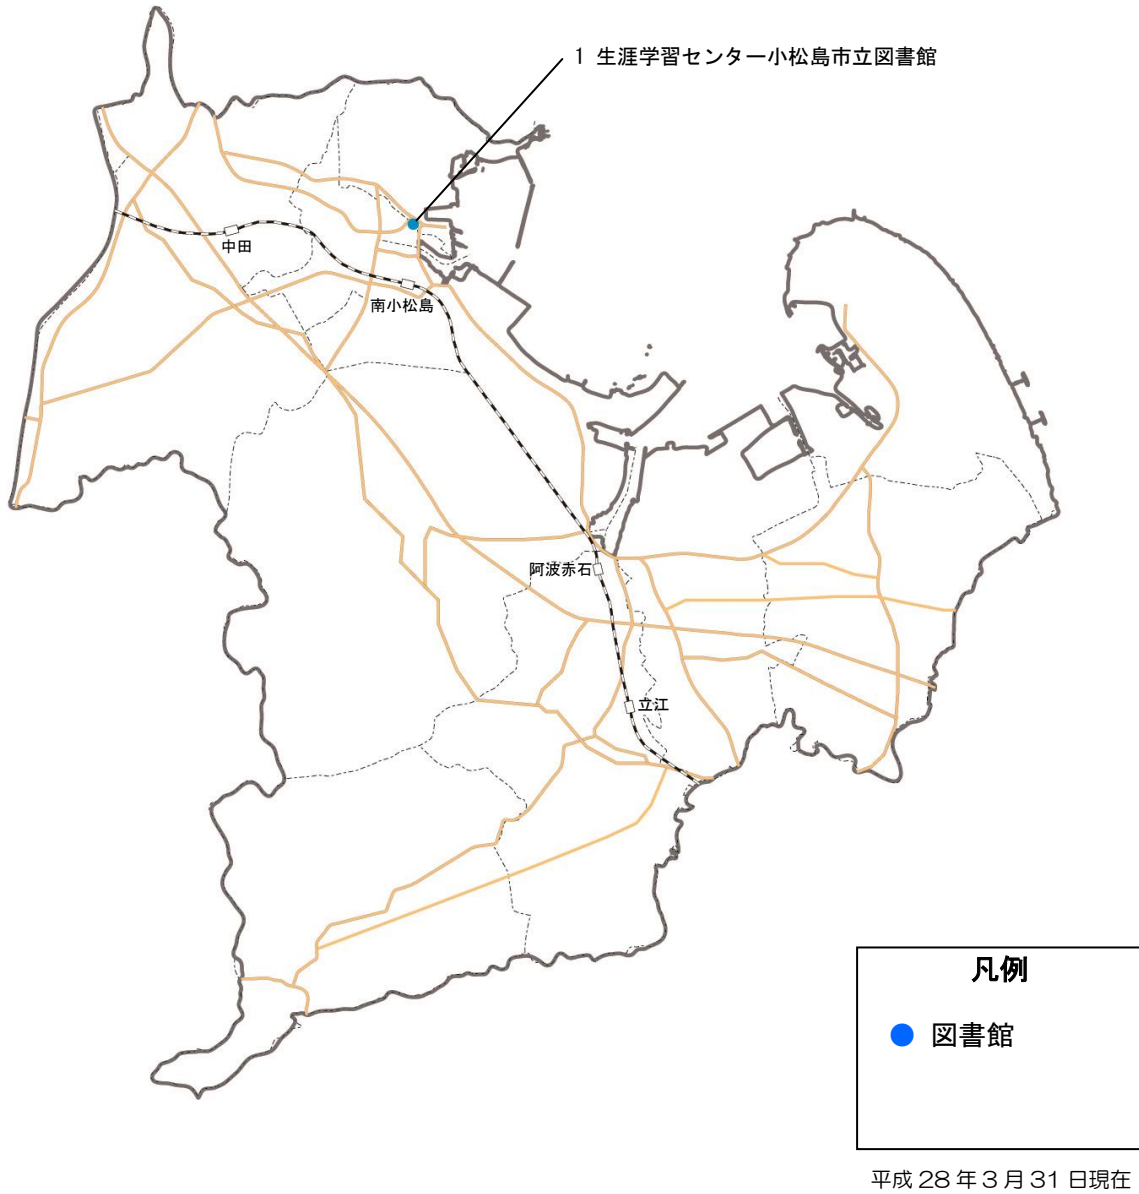 1 生涯学習センター小松島市立図書館
中田
南小松島
阿波赤石
立江
凡例
図書館
平成 28 年 3 月 31 日現在